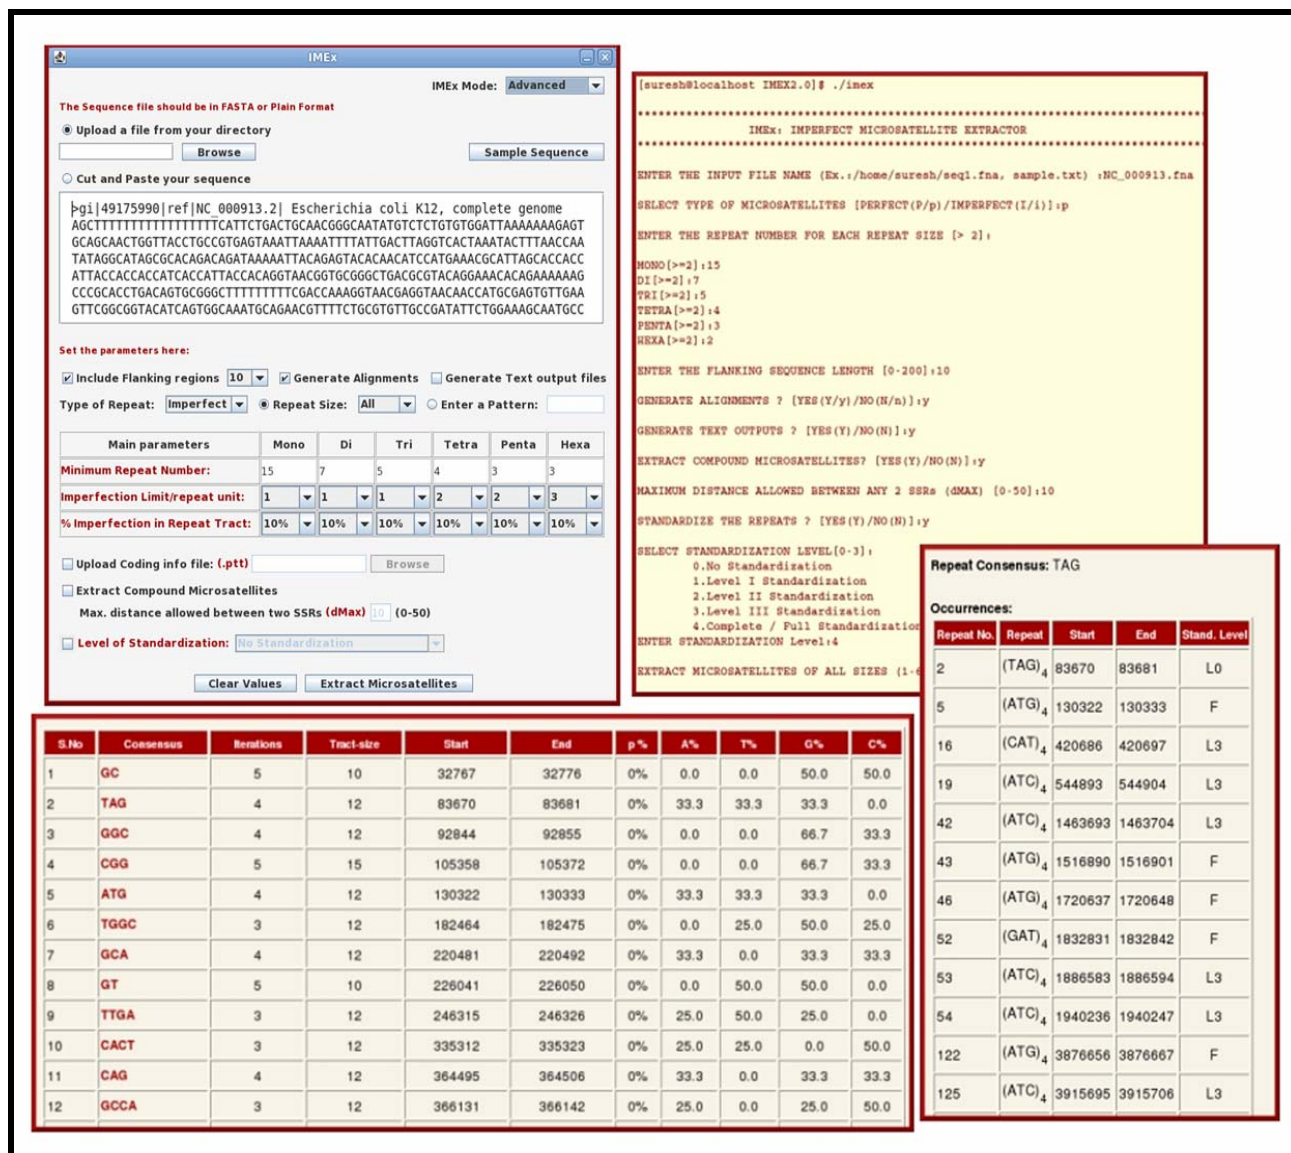 IMEx
IMEx Mode: Advanced
The Sequence file should be in FASTA or Plain Format
Upload a file from your directory
Browse
Sample Sequence
Cut and Paste your sequence
>gi|49175990|ref|NC_000913.2| Escherichia coli K12, complete genome
AGCTTTTTTTTTTTTTTTTTTCATTCTGACTGCAACGGGCAATATGTCTCTGTGTGGATTAAAAAAAGAGT
GCAGCAACTGGTTACCTGCCGTGAGTAAATTAAAATTTTATTGACTTAGGTCACTAAATACTTTAACCAA
TATAGGCATAGCGCACAGACAGATAAAAATTACAGAGTACACAACATCCATGAAACGCATTAGCACCACC
ATTACCACCACCATCACCATTACCACAGGTAACGGTGCGGGCTGACGCGTACAGGAAACACAGAAAAAAG
CCCGCACCTGACAGTGCGGGCTTTTTTTTTCGACCAAAGGTAACGAGGTAACAACCATGCGAGTGTTGAA
GTTCGGCGGTACATCAGTGGCAAATGCAGAACGTTTTCTGCGTGTTGCCGATATTCTGGAAAGCAATGCC
Set the parameters here:
Include Flanking regions 10 Generate Alignments Generate Text output files
Type of Repeat: Imperfect Repeat Size: All Enter a Pattern:
Main parameters Mono Di Tri Tetra Penta Hexa
Minimum Repeat Number: 15 7 5 4 3 3
Imperfection Limit/repeat unit: 1 1 1 2 2 3
% Imperfection in Repeat Tract: 10% 10% 10% 10% 10% 10%
Upload Coding info file: (.ptt) Browse
Extract Compound Microsatellites
Max. distance allowed between two SSRs (dMax) 10 (0-50)
Level of Standardization: No Standardization
Clear Values Extract Microsatellites
[suresh@localhost IMEX2.0]$ ./imex
********************************************************************************
IMEx: IMPERFECT MICROSATELLITE EXTRACTOR
********************************************************************************
ENTER THE INPUT FILE NAME (Ex.:/home/suresh/seq1.fna, sample.txt) :NC_000913.fna
SELECT TYPE OF MICROSATELLITES [PERFECT(P/p)/IMPERFECT(I/i)]:p
ENTER THE REPEAT NUMBER FOR EACH REPEAT SIZE [> 2]:
MONO[>=2]:15
DI[>=2]:7
TRI[>=2]:5
TETRA[>=2]:4
PENTA[>=2]:3
HEXA[>=2]:2
ENTER THE FLANKING SEQUENCE LENGTH [0-200]:10
GENERATE ALIGNMENTS ? [YES(Y/y)/NO(N/n)]:y
GENERATE TEXT OUTPUTS ? [YES(Y)/NO(N)]:y
EXTRACT COMPOUND MICROSATELLITES? [YES(Y)/NO(N)]:y
MAXIMUM DISTANCE ALLOWED BETWEEN ANY 2 SSRs (dMAX) [0-50]:10
STANDARDIZE THE REPEATS ? [YES(Y)/NO(N)]:y
SELECT STANDARDIZATION LEVEL[0-3]:
0.No Standardization
1.Level I Standardization
2.Level II Standardization
3.Level III Standardization
4.Complete / Full Standardization
ENTER STANDARDIZATION Level:4
EXTRACT MICROSATELLITES OF ALL SIZES (1-6
Repeat Consensus: TAG
Occurrences:
Repeat No. Repeat Start End Stand. Level
2 (TAG)4 83670 83681 L0
5 (ATG)4 130322 130333 F
16 (CAT)4 420686 420697 L3
19 (ATC)4 544893 544904 L3
42 (ATC)4 1463693 1463704 L3
43 (ATG)4 1516890 1516901 F
46 (ATG)4 1720637 1720648 F
52 (GAT)4 1832831 1832842 F
53 (ATC)4 1886583 1886594 L3
54 (ATC)4 1940236 1940247 L3
122 (ATG)4 3876656 3876667 F
125 (ATC)4 3915695 3915706 L3
S.No Consensus Iterations Tract-size Start End p% A% T% G% C%
1 GC 5 10 32767 32776 0% 0.0 0.0 50.0 50.0
2 TAG 4 12 83670 83681 0% 33.3 33.3 33.3 0.0
3 GGC 4 12 92844 92855 0% 0.0 0.0 66.7 33.3
4 CGG 5 15 105358 105372 0% 0.0 0.0 66.7 33.3
5 ATG 4 12 130322 130333 0% 33.3 33.3 33.3 0.0
6 TGGC 3 12 182464 182475 0% 0.0 25.0 50.0 25.0
7 GCA 4 12 220481 220492 0% 33.3 0.0 33.3 33.3
8 GT 5 10 226041 226050 0% 0.0 50.0 50.0 0.0
9 TTGA 3 12 246315 246326 0% 25.0 50.0 25.0 0.0
10 CACT 3 12 335312 335323 0% 25.0 25.0 0.0 50.0
11 CAG 4 12 364495 364506 0% 33.3 0.0 33.3 33.3
12 GCCA 3 12 366131 366142 0% 25.0 0.0 25.0 50.0